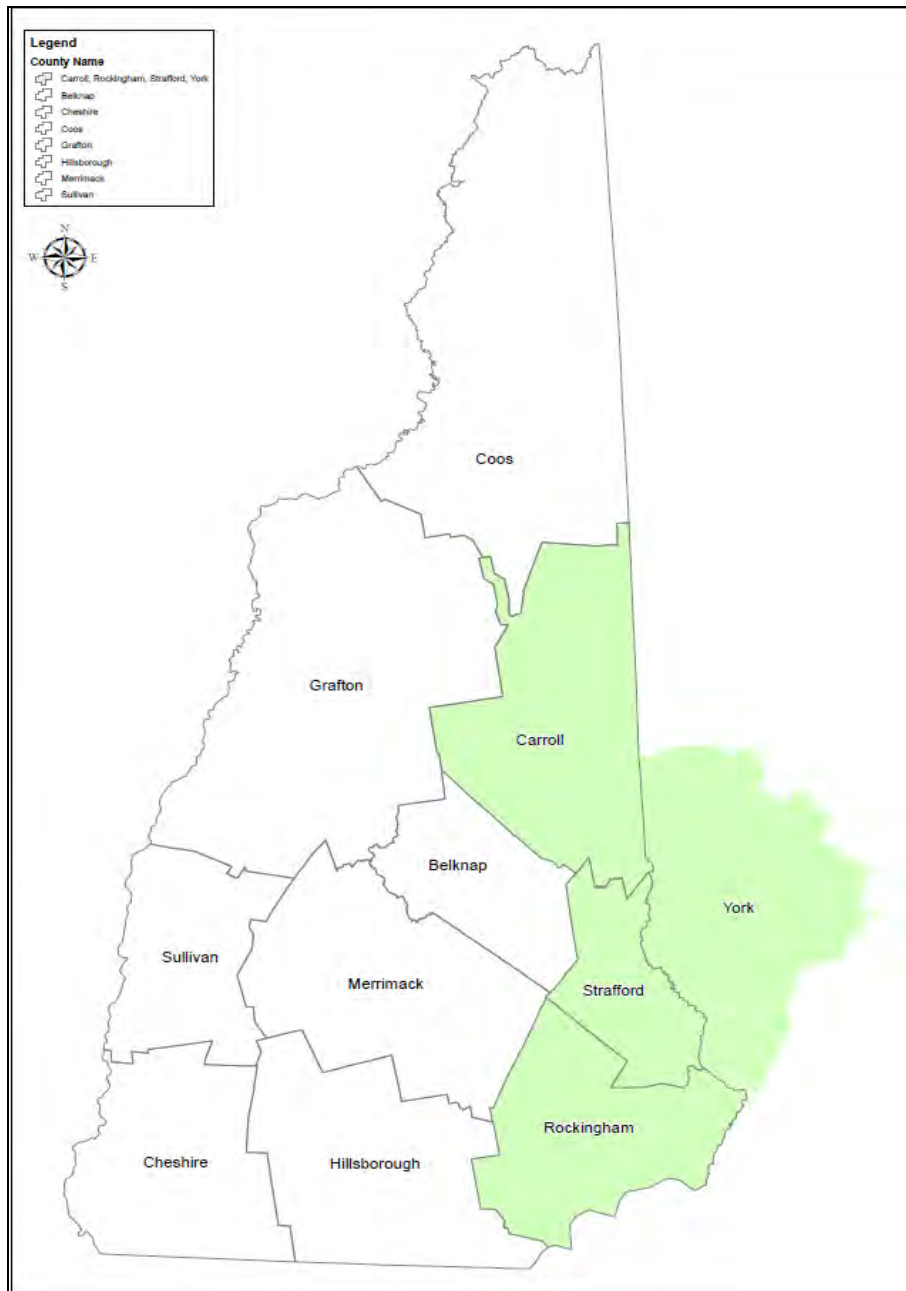 Legend
County Name
Carroll, Rockingham, Strafford, York
Belknap
Cheshire
Coos
Grafton
Hillsborough
Merrimack
Sullivan
N
W E
S
Coos
Grafton
Carroll
Belknap
York
Sullivan
Merrimack
Strafford
Rockingham
Cheshire
Hillsborough